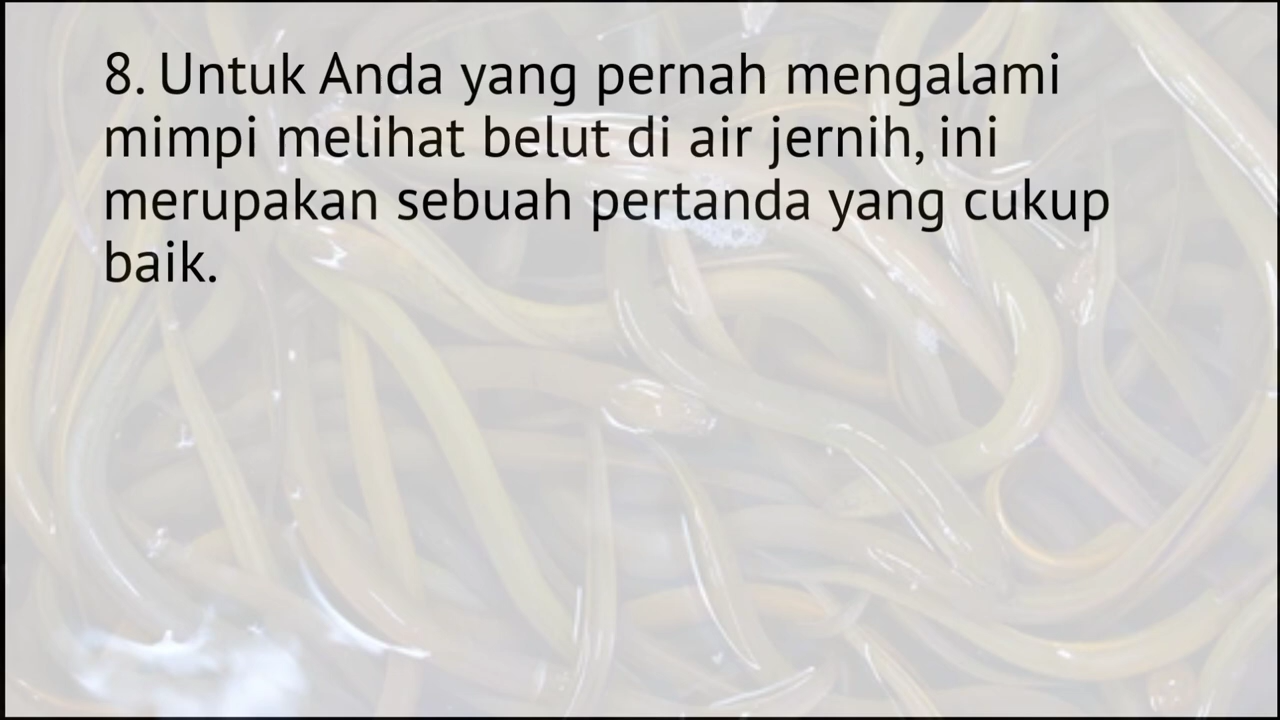 8. Untuk Anda yang pernah mengalami
mimpi melihat belut di air jernih, ini
merupakan sebuah pertanda yang cukup
baik.